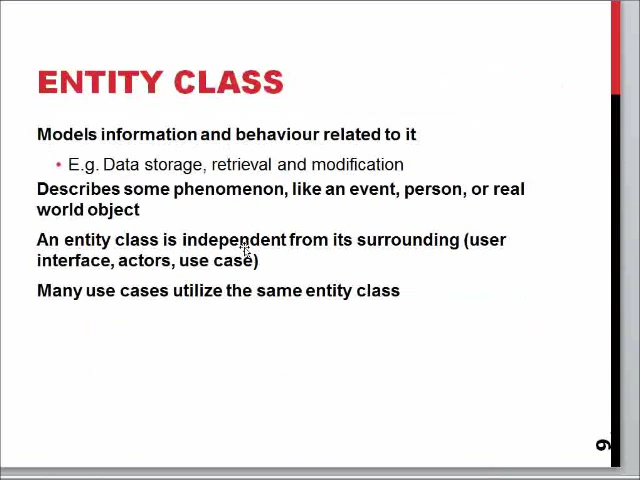 ENTITY CLASS
Models information and behaviour related to it
• E.g. Data storage, retrieval and modification
Describes some phenomenon, like an event, person, or real
world object
An entity class is independent from its surrounding (user
interface, actors, use case)
Many use cases utilize the same entity class
9